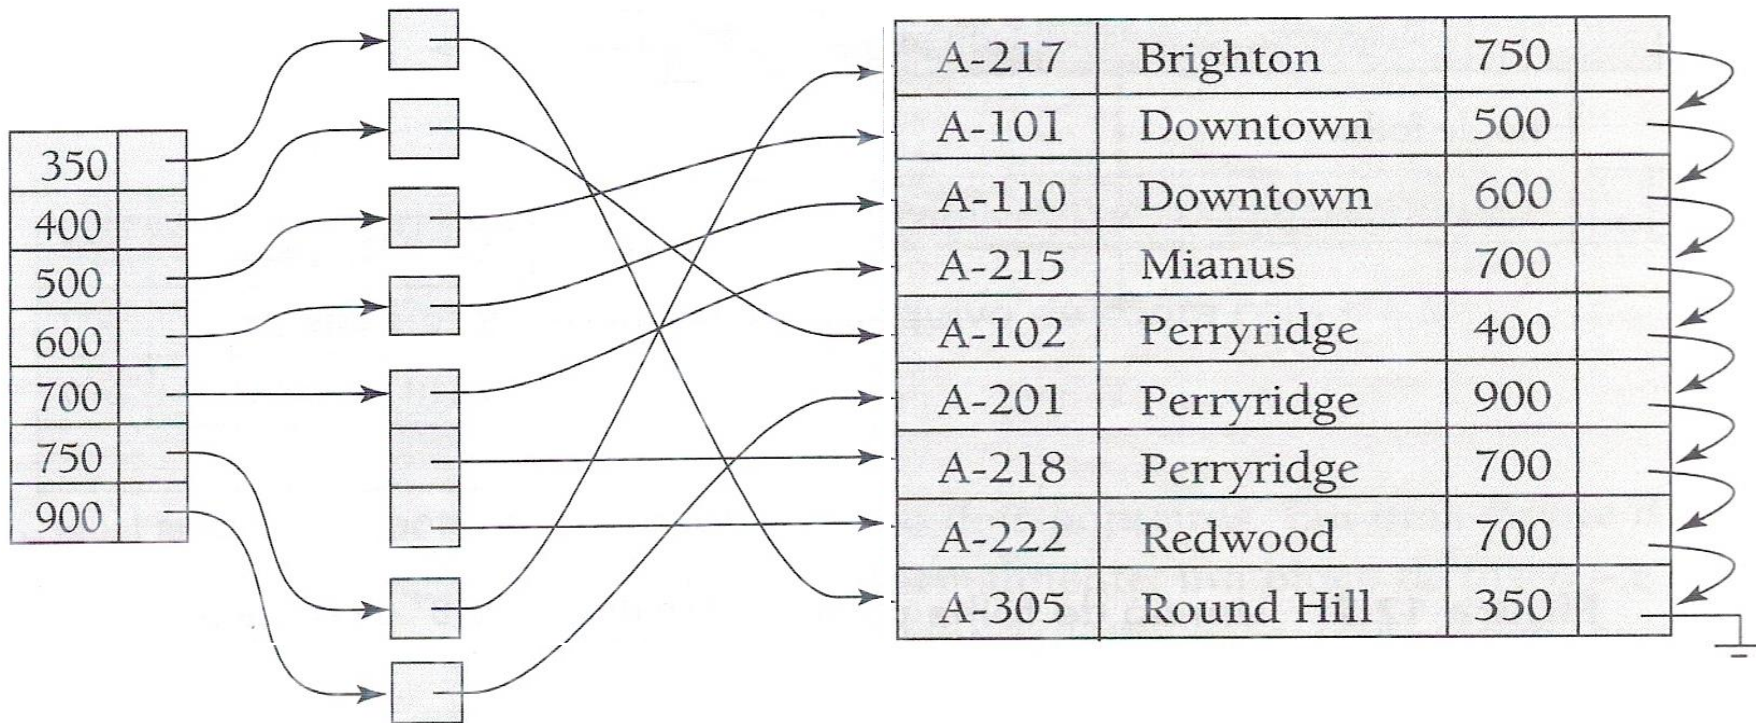 350
400
500
600
700
750
900
A-217 Brighton 750
A-101 Downtown 500
A-110 Downtown 600
A-215 Mianus 700
A-102 Perryridge 400
A-201 Perryridge 900
A-218 Perryridge 700
A-222 Redwood 700
A-305 Round Hill 350